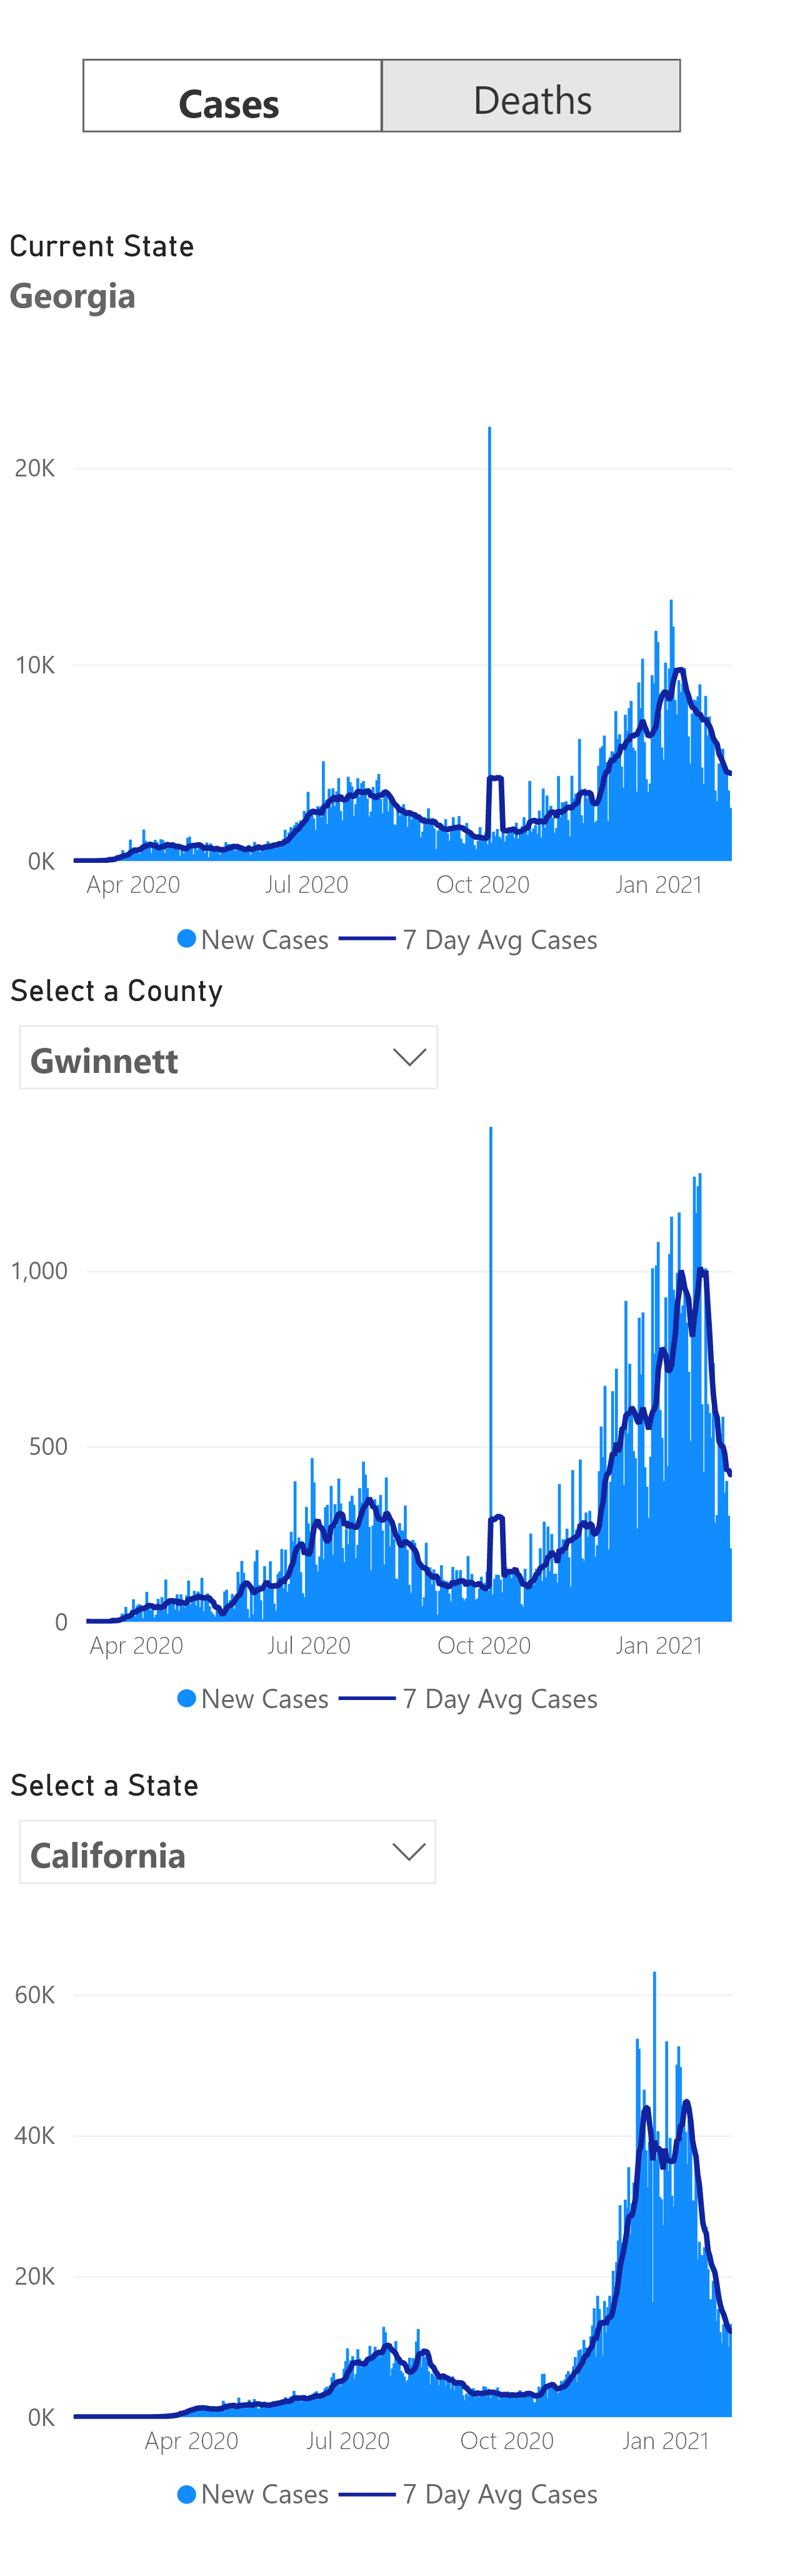 Cases Deaths
Current State
Georgia
20K
10K
0K
Apr 2020 Jul 2020 Oct 2020 Jan 2021
New Cases 7 Day Avg Cases
Select a County
Gwinnett
1,000
500
0
Apr 2020 Jul 2020 Oct 2020 Jan 2021
New Cases 7 Day Avg Cases
Select a State
California
60K
40K
20K
0K
Apr 2020 Jul 2020 Oct 2020 Jan 2021
New Cases 7 Day Avg Cases